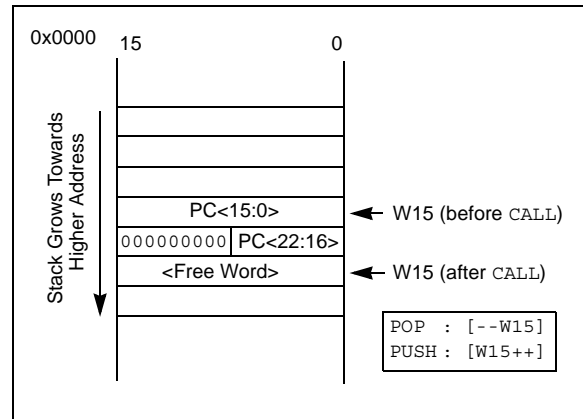 0x0000 15 0
Stack Grows Towards
Higher Address
PC<15:0> W15 (before CALL)
000000000 PC<22:16>
<Free Word> W15 (after CALL)
POP : [--W15]
PUSH : [W15++]